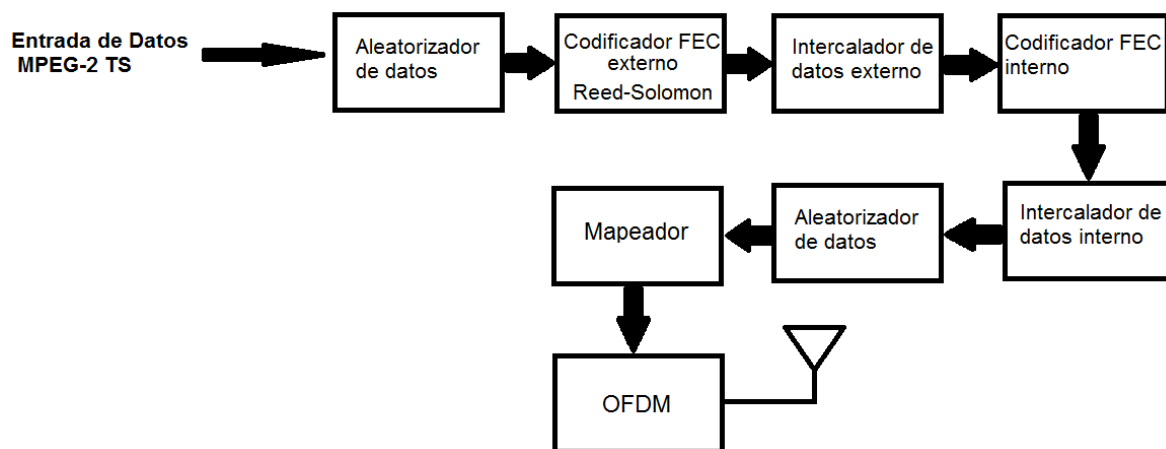 Entrada de Datos
MPEG-2 TS
Aleatorizador
de datos
Codificador FEC
externo
Reed-Solomon
Intercalador de
datos externo
Codificador FEC
interno
Intercalador de
datos interno
Aleatorizador
de datos
Mapeador
OFDM